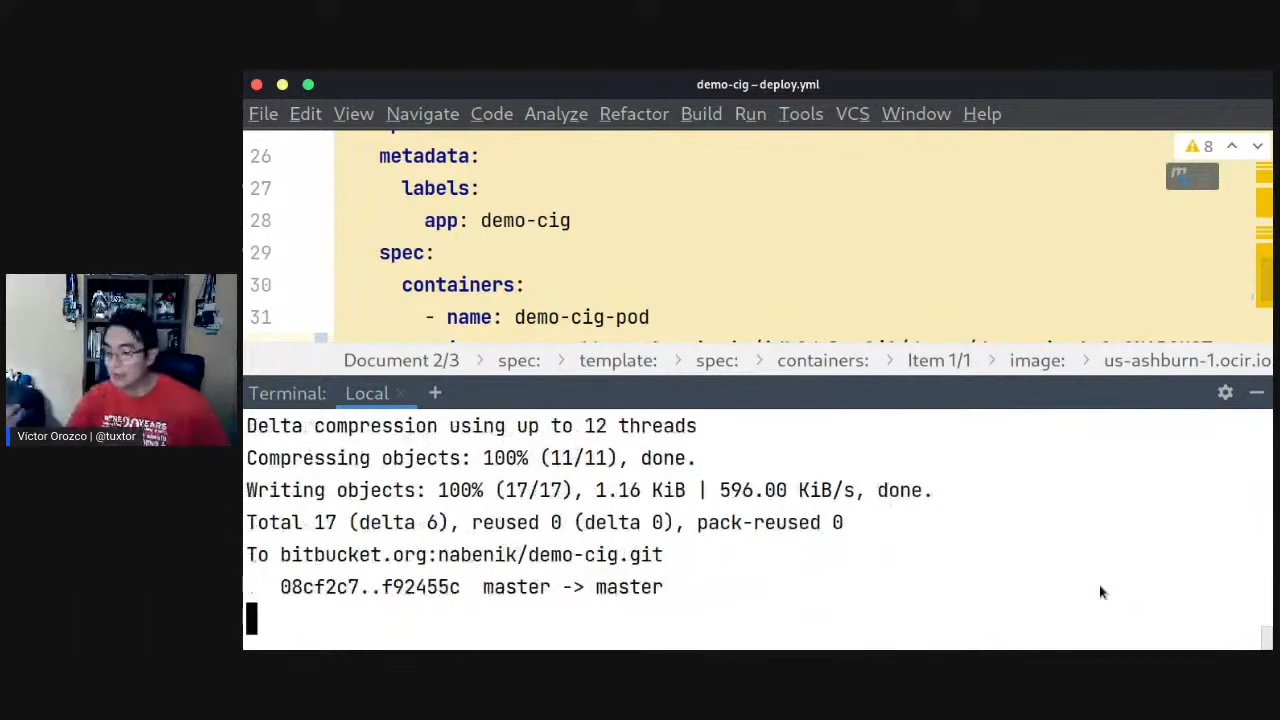 demo-cig – deploy.yml
File Edit View Navigate Code Analyze Refactor Build Run Tools VCS Window Help
8
26 metadata:
27 labels:
28 app: demo-cig
29 spec:
30 containers:
31 - name: demo-cig-pod
Document 2/3 > spec: > template: > spec: > containers: > Item 1/1 > image: > us-ashburn-1.ocir.io
Terminal: Local × +
Delta compression using up to 12 threads
Compressing objects: 100% (11/11), done.
Writing objects: 100% (17/17), 1.16 KiB | 596.00 KiB/s, done.
Total 17 (delta 6), reused 0 (delta 0), pack-reused 0
To bitbucket.org:nabenik/demo-cig.git
08cf2c7..f92455c master -> master
YEARS
Víctor Orozco | @tuxtor